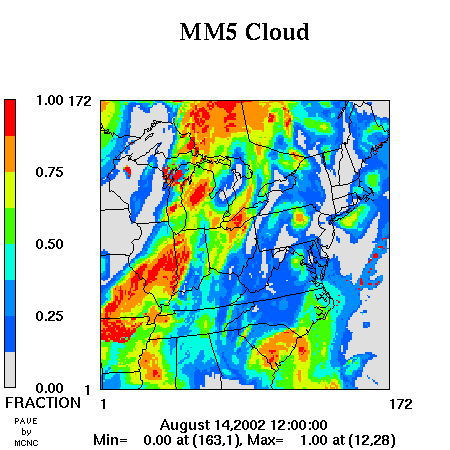 MM5 Cloud
1.00 172
0.75
0.50
0.25
0.00 1
FRACTION 1 172
PAVE
by
MCNC
August 14,2002 12:00:00
Min= 0.00 at (163,1), Max= 1.00 at (12,28)